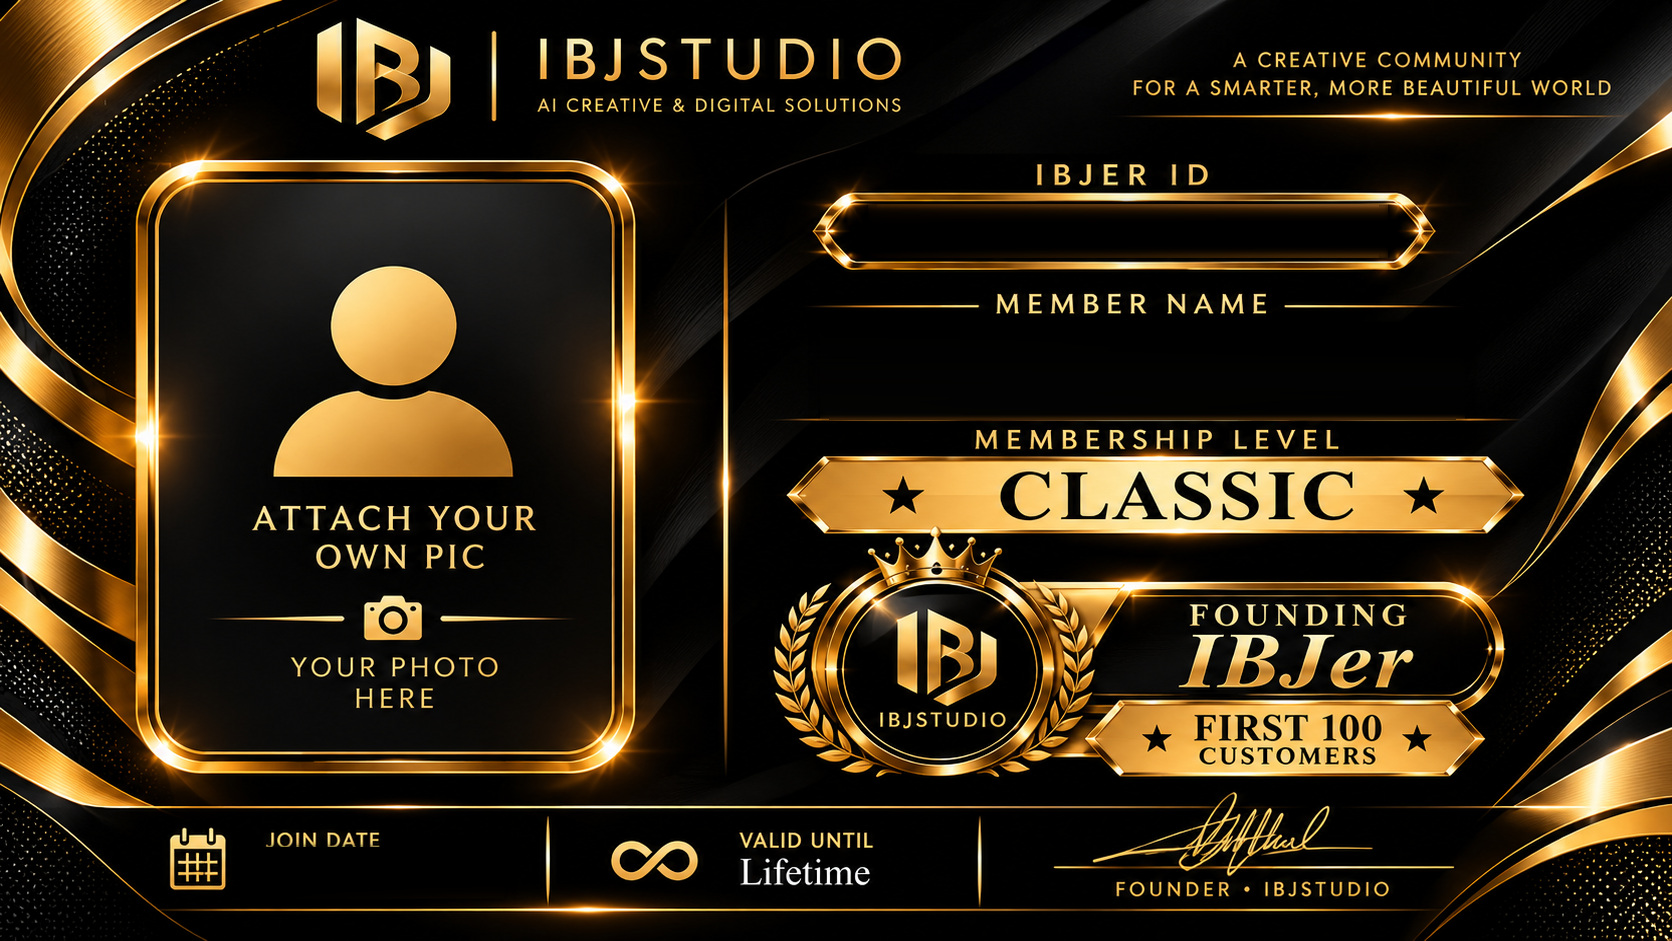 IBJ
IBJSTUDIO
AI CREATIVE & DIGITAL SOLUTIONS
A CREATIVE COMMUNITY
FOR A SMARTER, MORE BEAUTIFUL WORLD
ATTACH YOUR
OWN PIC
YOUR PHOTO
HERE
IBJER ID
MEMBER NAME
MEMBERSHIP LEVEL
★ CLASSIC ★
IBJ
IBJSTUDIO
FOUNDING
IBJer
★ FIRST 100 ★
CUSTOMERS
JOIN DATE
VALID UNTIL
Lifetime
FOUNDER • IBJSTUDIO